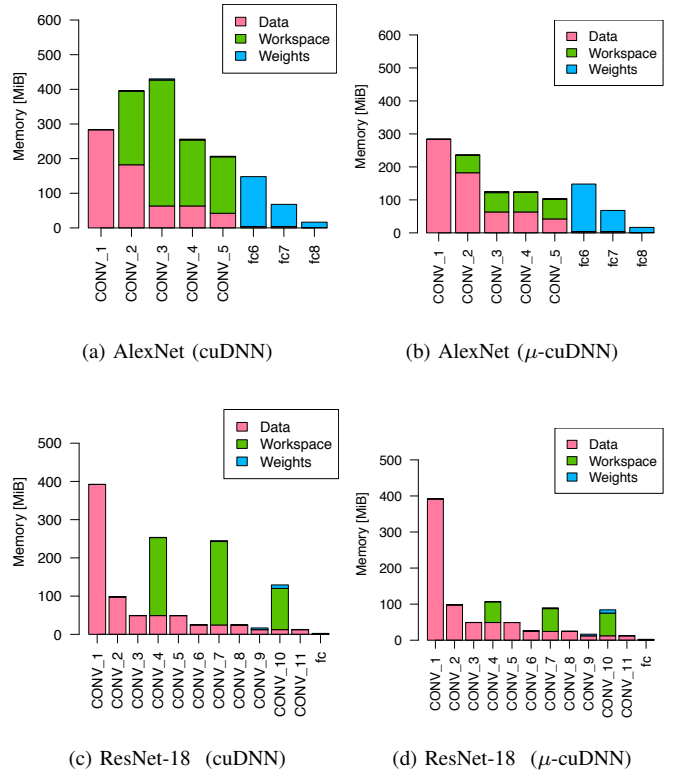 Memory [MiB]
600
500
400
300
200
100
0
Data
Workspace
Weights
CONV_1
CONV_2
CONV_3
CONV_4
CONV_5
fc6
fc7
fc8
(a) AlexNet (cuDNN)
Memory [MiB]
600
500
400
300
200
100
0
Data
Workspace
Weights
CONV_1
CONV_2
CONV_3
CONV_4
CONV_5
fc6
fc7
fc8
(b) AlexNet (μ-cuDNN)
Memory [MiB]
500
400
300
200
100
0
Data
Workspace
Weights
CONV_1
CONV_2
CONV_3
CONV_4
CONV_5
CONV_6
CONV_7
CONV_8
CONV_9
CONV_10
CONV_11
fc
(c) ResNet-18 (cuDNN)
Memory [MiB]
500
400
300
200
100
0
Data
Workspace
Weights
CONV_1
CONV_2
CONV_3
CONV_4
CONV_5
CONV_6
CONV_7
CONV_8
CONV_9
CONV_10
CONV_11
fc
(d) ResNet-18 (μ-cuDNN)